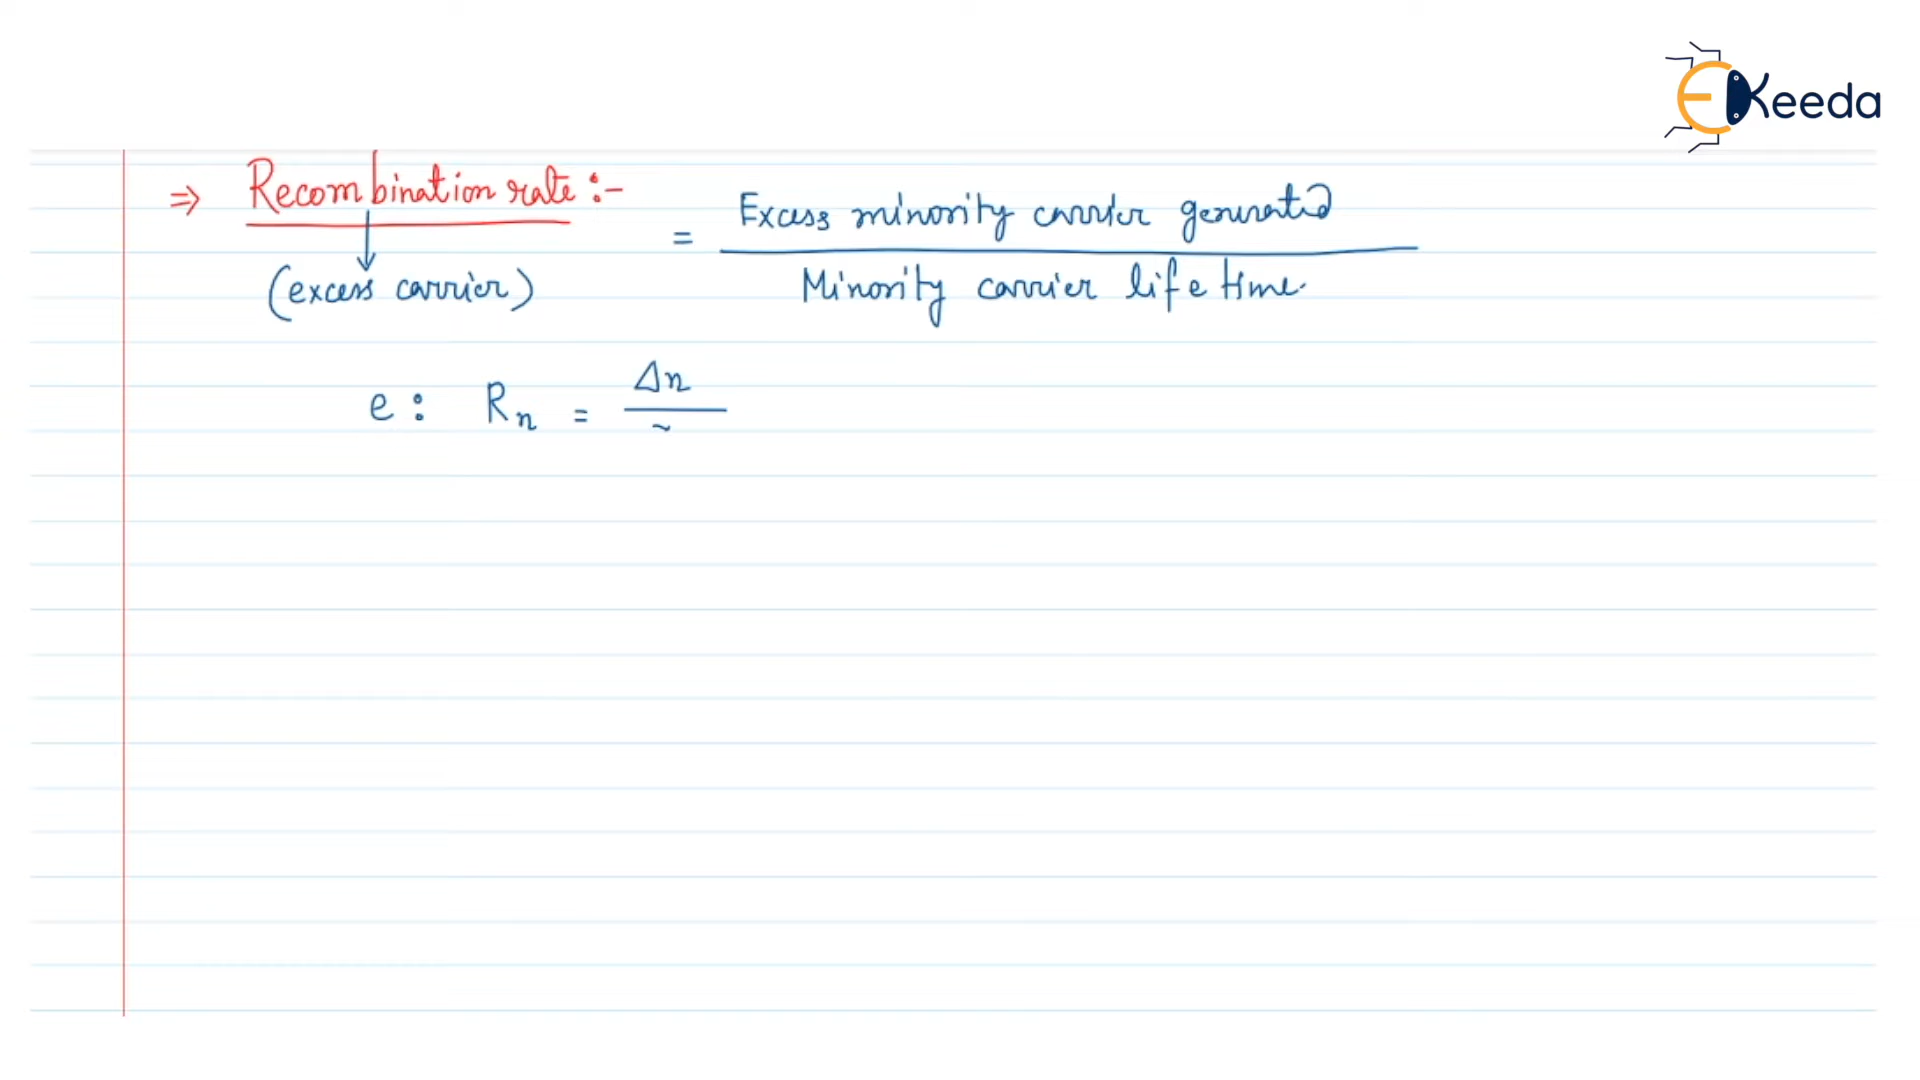 EKeeda
⇒ Recombination rate :- = Excess minority carrier generated
(excess carrier) Minority carrier life time.
e : Rn = Δn